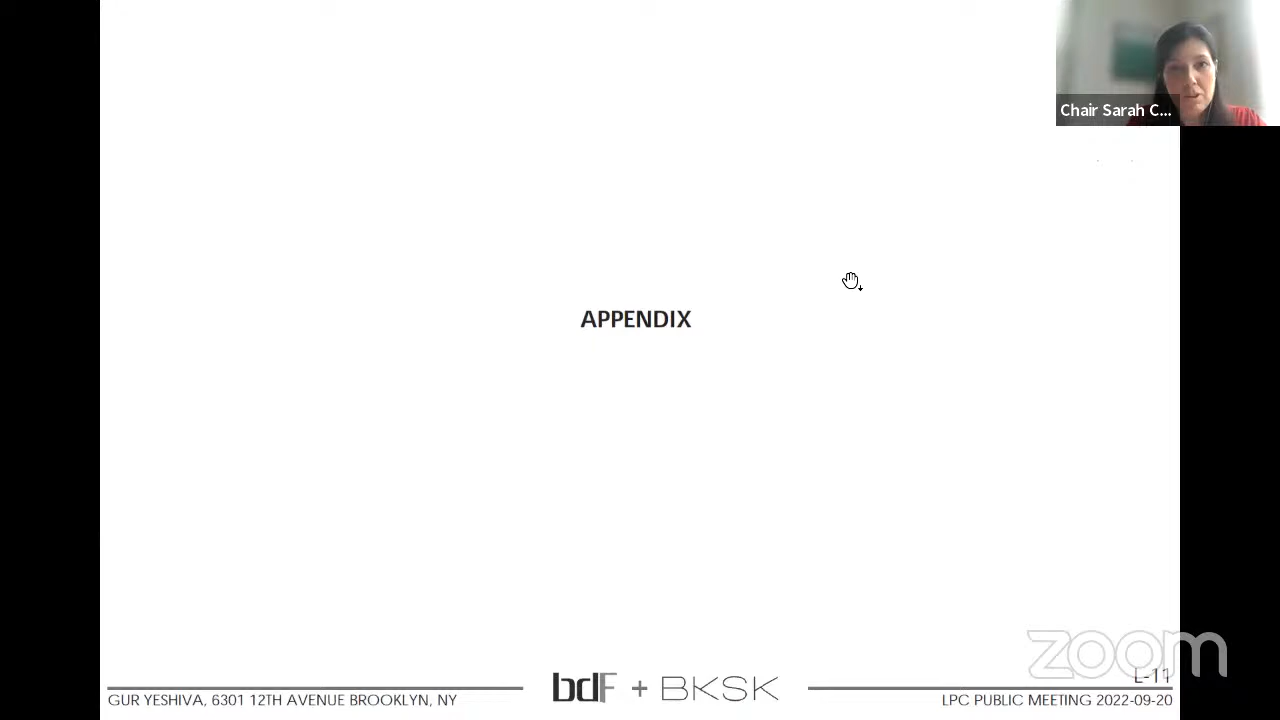 Chair Sarah C...
APPENDIX
zoom
L-11
GUR YESHIVA, 6301 12TH AVENUE BROOKLYN, NY
bdF + BKSK
LPC PUBLIC MEETING 2022-09-20